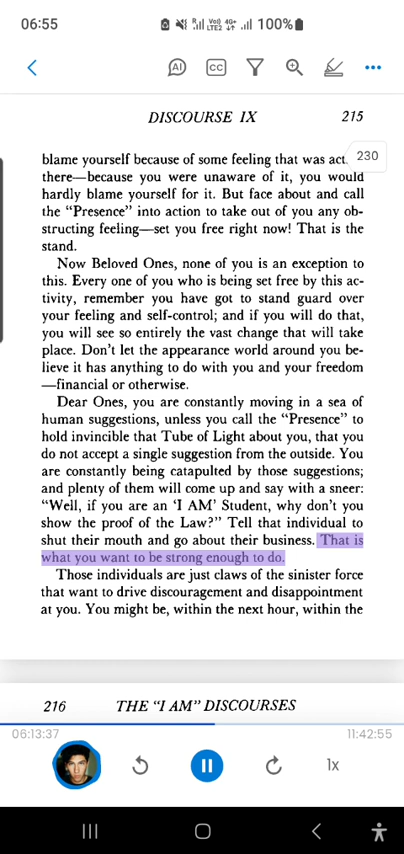 06:55
VoI) LTE2 4G+ 100%
AI CC
DISCOURSE IX 215
230
blame yourself because of some feeling that was act
there—because you were unaware of it, you would
hardly blame yourself for it. But face about and call
the “Presence” into action to take out of you any ob-
structing feeling—set you free right now! That is the
stand.
Now Beloved Ones, none of you is an exception to
this. Every one of you who is being set free by this ac-
tivity, remember you have got to stand guard over
your feeling and self-control; and if you will do that,
you will see so entirely the vast change that will take
place. Don’t let the appearance world around you be-
lieve it has anything to do with you and your freedom
—financial or otherwise.
Dear Ones, you are constantly moving in a sea of
human suggestions, unless you call the “Presence” to
hold invincible that Tube of Light about you, that you
do not accept a single suggestion from the outside. You
are constantly being catapulted by those suggestions;
and plenty of them will come up and say with a sneer:
“Well, if you are an ‘I AM’ Student, why don’t you
show the proof of the Law?” Tell that individual to
shut their mouth and go about their business. That is
what you want to be strong enough to do.
Those individuals are just claws of the sinister force
that want to drive discouragement and disappointment
at you. You might be, within the next hour, within the
216 THE “I AM” DISCOURSES
06:13:37 11:42:55
1x